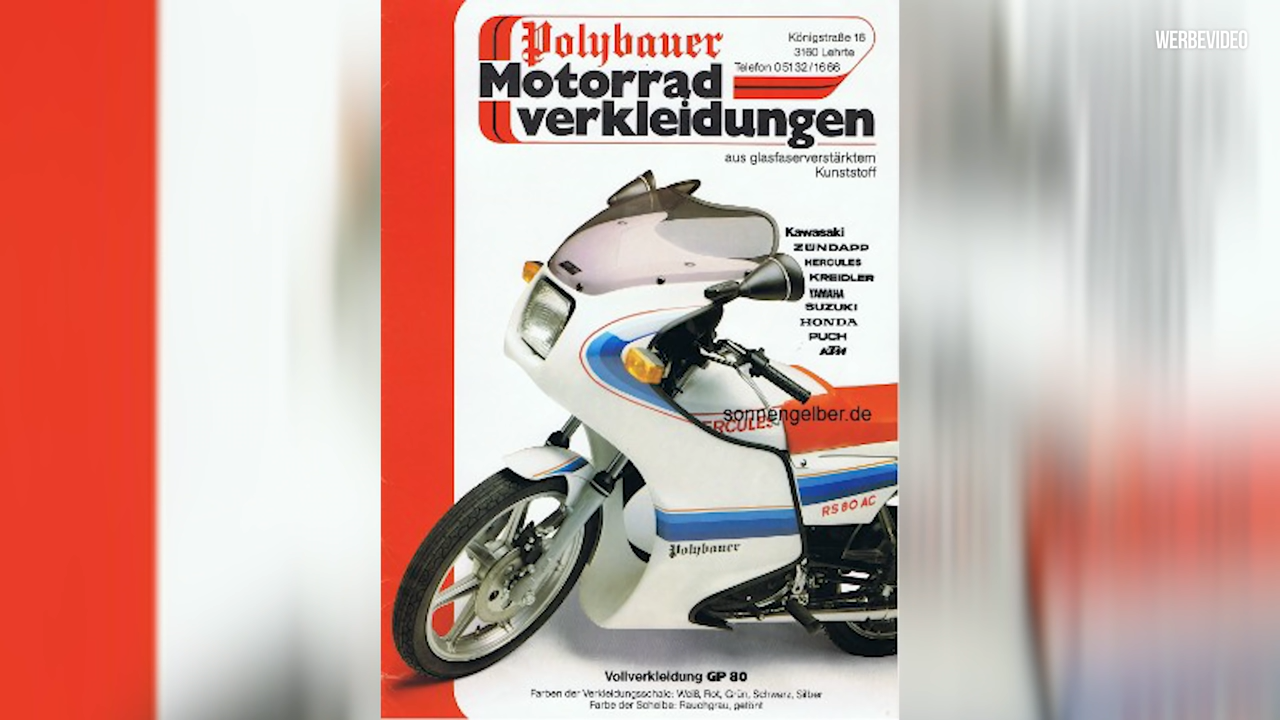 WERBEVIDEO
Polybauer
Motorrad
verkleidungen
Königstraße 16
3160 Lehrte
Telefon 05132/1666
aus glasfaserverstärktem
Kunststoff
Kawasaki
ZÜNDAPP
HERCULES
KREIDLER
YAMAHA
SUZUKI
HONDA
PUCH
KTM
sonnengelber.de
HERCULES
RS 80 AC
Polybauer
Vollverkleidung GP 80
Farben der Verkleidungsschale: Weiß, Rot, Grün, Schwarz, Silber
Farbe der Scheibe: Rauchgrau, getönt